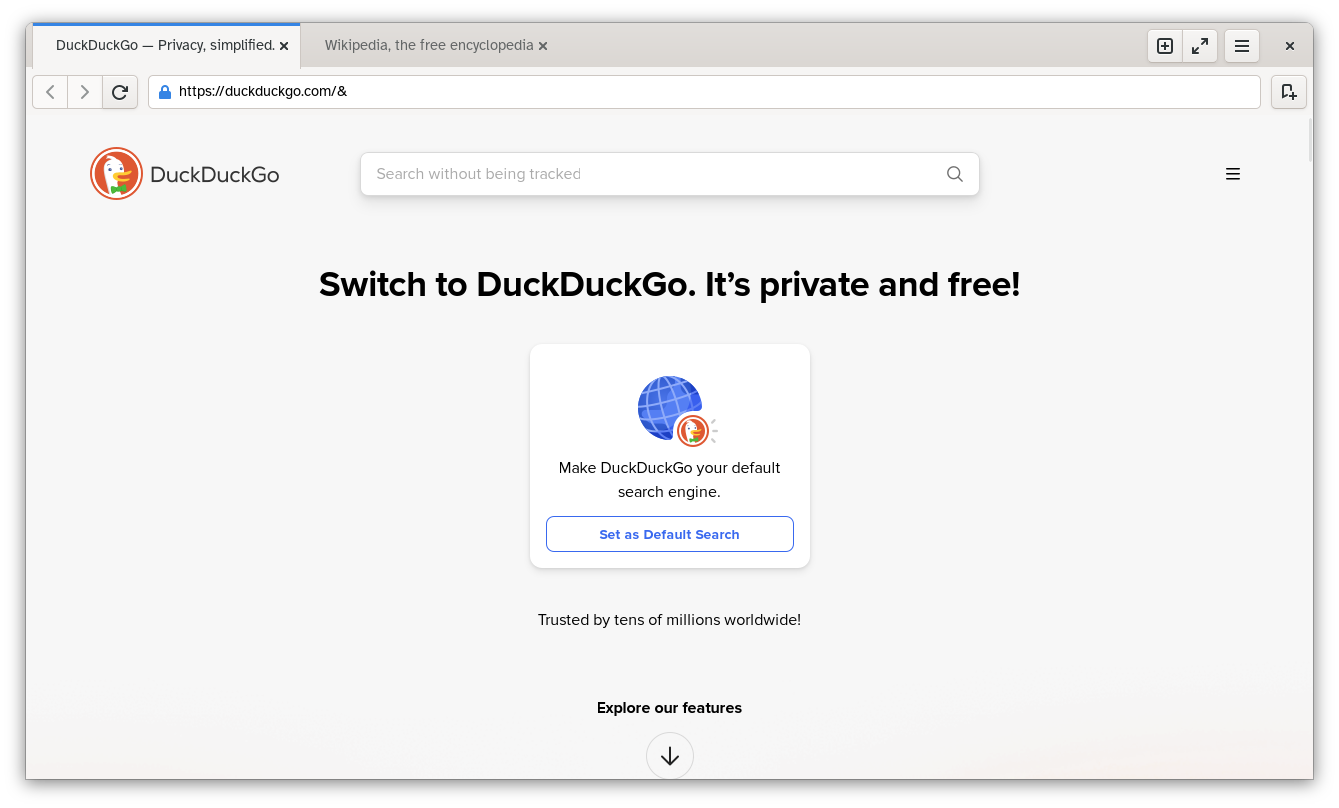 DuckDuckGo — Privacy, simplified.
Wikipedia, the free encyclopedia
https://duckduckgo.com/&
DuckDuckGo
Search without being tracked
Switch to DuckDuckGo. It’s private and free!
Make DuckDuckGo your default
search engine.
Set as Default Search
Trusted by tens of millions worldwide!
Explore our features